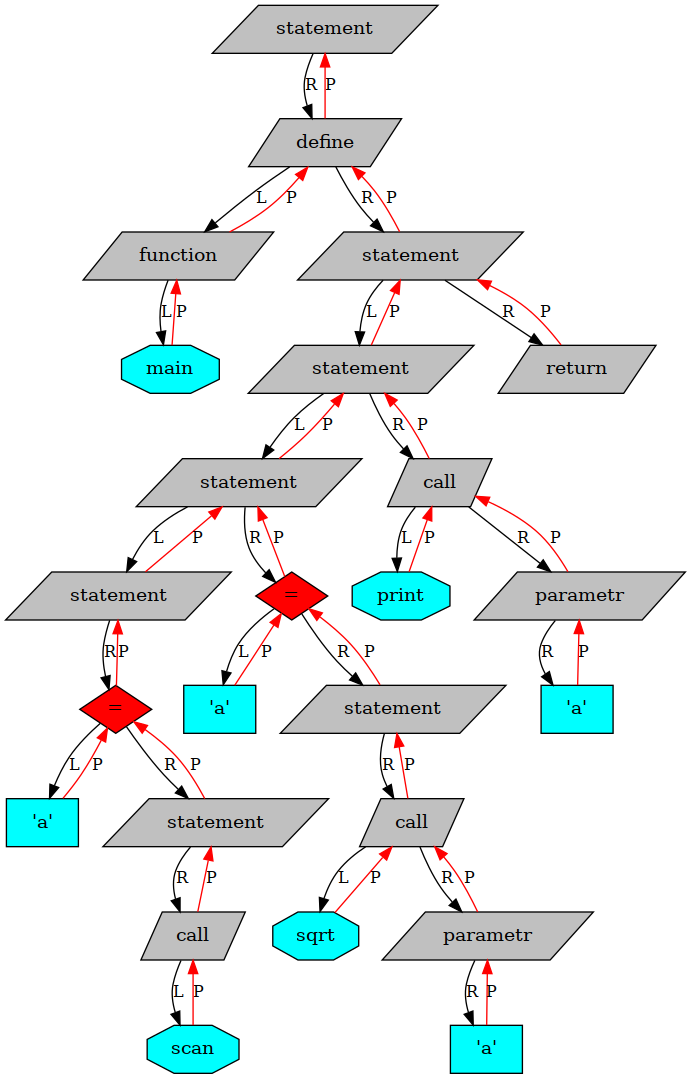 statement
R P
define
L P R P
function statement
L P L P R P
main statement return
L P R P
statement call
L P R P L P R P
statement = print parametr
R P L P R P R P
= 'a' statement 'a'
L P R P R P
'a' statement call
R P L P R P
call sqrt parametr
L P R P
scan 'a'